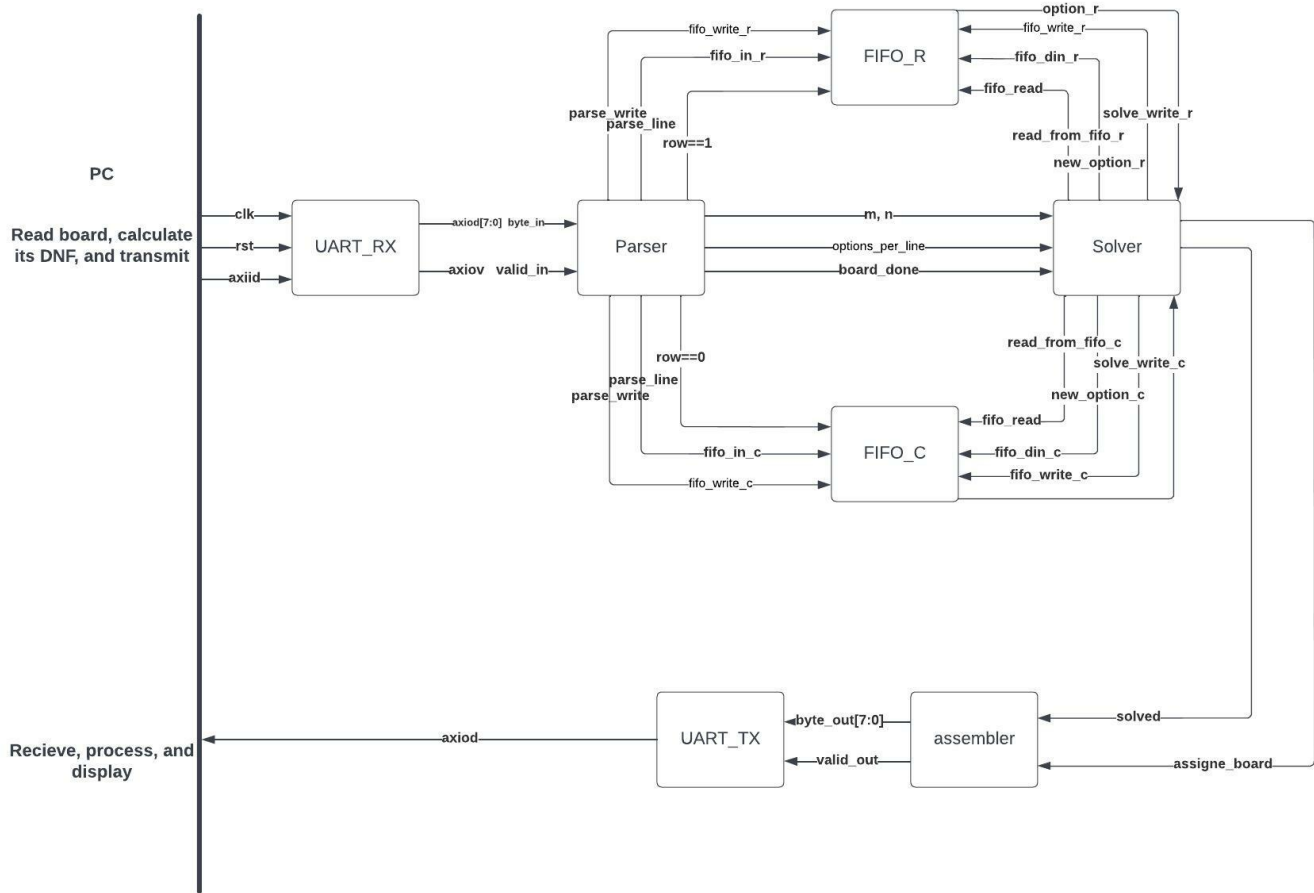 option_r
fifo_write_r
fifo_write_r
fifo_in_r
FIFO_R
fifo_din_r
fifo_read
parse_write
parse_line
solve_write_r
row==1
read_from_fifo_r
new_option_r
PC
clk
axiod[7:0] byte_in
m, n
Read board, calculate
its DNF, and transmit
rst
UART_RX
Parser
options_per_line
Solver
axiid
axiov valid_in
board_done
row==0
read_from_fifo_c
solve_write_c
parse_line
parse_write
new_option_c
fifo_read
fifo_in_c
FIFO_C
fifo_din_c
fifo_write_c
fifo_write_c
byte_out[7:0]
solved
axiod
UART_TX
assembler
Recieve, process, and
display
valid_out
assigne_board